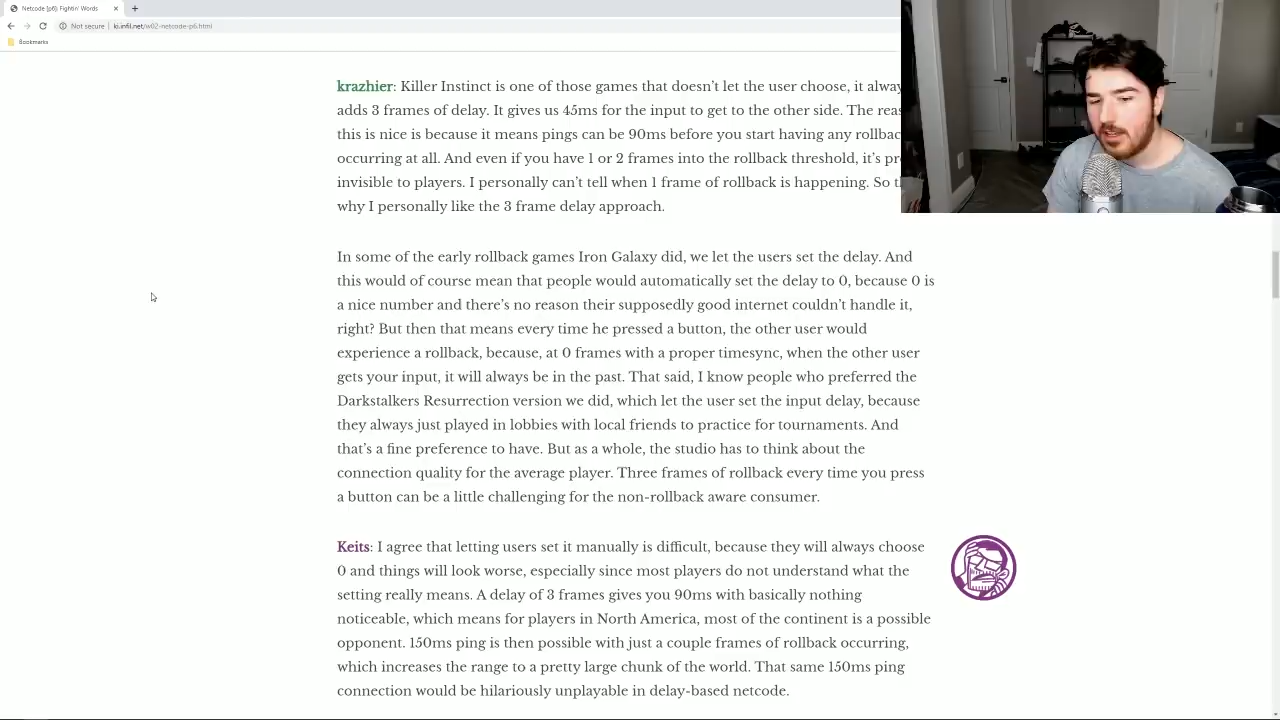 Netcode [p6]: Fightin' Words
Not secure | ki.infil.net/w02-netcode-p6.html
Bookmarks
krazhier: Killer Instinct is one of those games that doesn't let the user choose, it alway
adds 3 frames of delay. It gives us 45ms for the input to get to the other side. The reas
this is nice is because it means pings can be 90ms before you start having any rollbac
occurring at all. And even if you have 1 or 2 frames into the rollback threshold, it's pre
invisible to players. I personally can't tell when 1 frame of rollback is happening. So t
why I personally like the 3 frame delay approach.
In some of the early rollback games Iron Galaxy did, we let the users set the delay. And
this would of course mean that people would automatically set the delay to 0, because 0 is
a nice number and there's no reason their supposedly good internet couldn't handle it,
right? But then that means every time he pressed a button, the other user would
experience a rollback, because, at 0 frames with a proper timesync, when the other user
gets your input, it will always be in the past. That said, I know people who preferred the
Darkstalkers Resurrection version we did, which let the user set the input delay, because
they always just played in lobbies with local friends to practice for tournaments. And
that's a fine preference to have. But as a whole, the studio has to think about the
connection quality for the average player. Three frames of rollback every time you press
a button can be a little challenging for the non-rollback aware consumer.
Keits: I agree that letting users set it manually is difficult, because they will always choose
0 and things will look worse, especially since most players do not understand what the
setting really means. A delay of 3 frames gives you 90ms with basically nothing
noticeable, which means for players in North America, most of the continent is a possible
opponent. 150ms ping is then possible with just a couple frames of rollback occurring,
which increases the range to a pretty large chunk of the world. That same 150ms ping
connection would be hilariously unplayable in delay-based netcode.